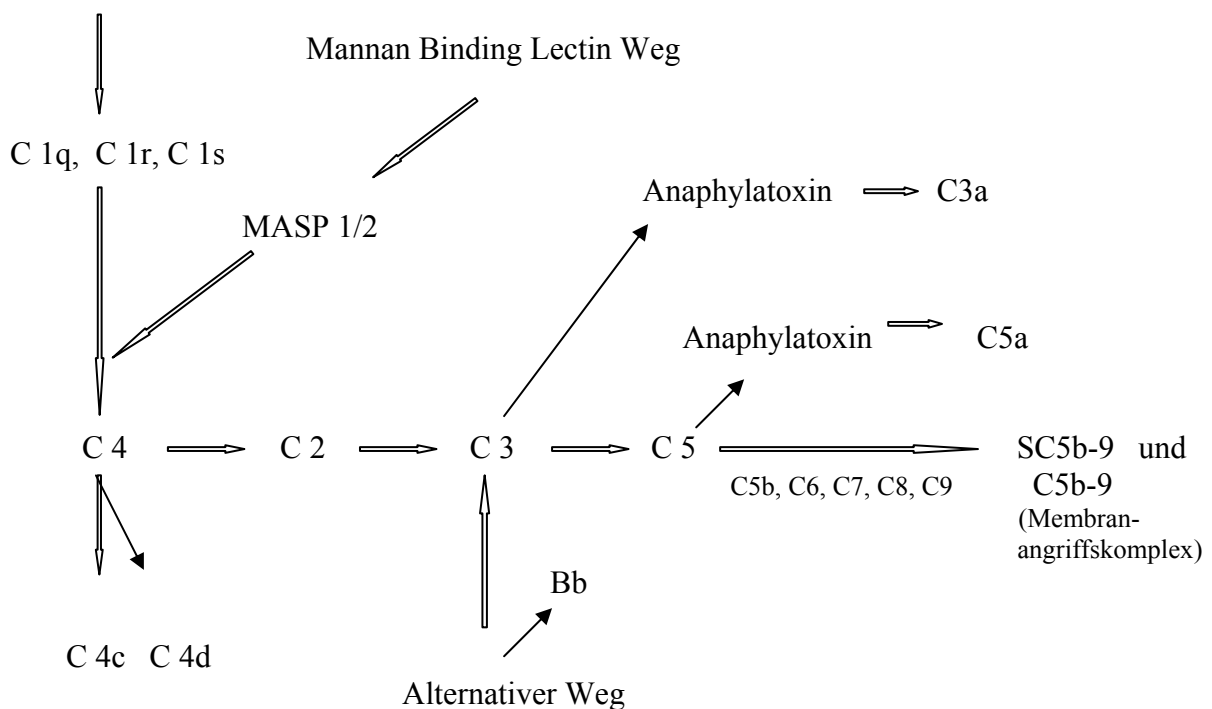 Mannan Binding Lectin Weg
C 1q, C 1r, C 1s
Anaphylatoxin C3a
MASP 1/2
Anaphylatoxin C5a
C 4 C 2 C 3 C 5 SC5b-9 und
C5b, C6, C7, C8, C9 C5b-9
(Membran-
angriffskomplex)
Bb
C 4c C 4d
Alternativer Weg